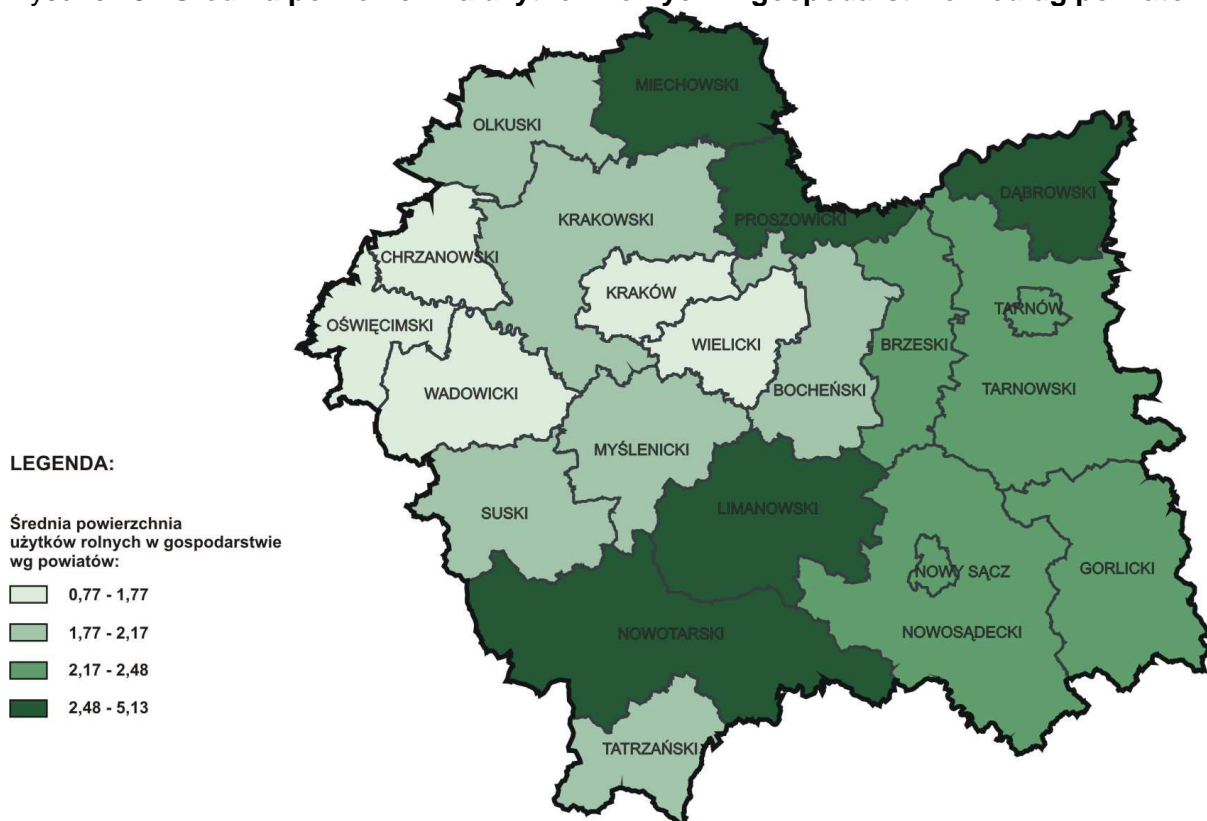 MIECHOWSKI
OLKUSKI
DĄBROWSKI
KRAKOWSKI
PROSZOWICKI
CHRZANOWSKI
KRAKÓW
TARNÓW
OŚWIĘCIMSKI
WIELICKI
BRZESKI
WADOWICKI
BOCHEŃSKI
TARNOWSKI
MYŚLENICKI
LIMANOWSKI
SUSKI
NOWY SĄCZ
GORLICKI
NOWOTARSKI
NOWOSĄDECKI
TATRZAŃSKI
LEGENDA:
Średnia powierzchnia
użytków rolnych w gospodarstwie
wg powiatów:
0,77 - 1,77
1,77 - 2,17
2,17 - 2,48
2,48 - 5,13